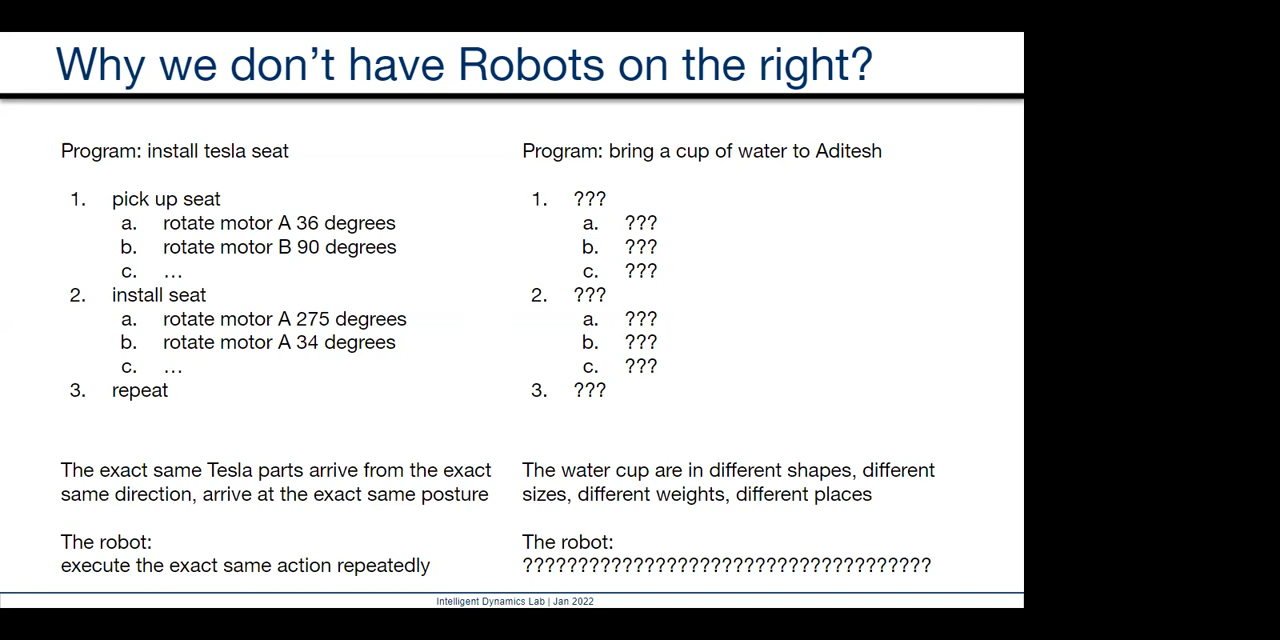 Why we don't have Robots on the right?
Program: install tesla seat
1. pick up seat
a. rotate motor A 36 degrees
b. rotate motor B 90 degrees
c. ...
2. install seat
a. rotate motor A 275 degrees
b. rotate motor A 34 degrees
c. ...
3. repeat
The exact same Tesla parts arrive from the exact
same direction, arrive at the exact same posture
The robot:
execute the exact same action repeatedly
Program: bring a cup of water to Aditesh
1. ???
a. ???
b. ???
c. ???
2. ???
a. ???
b. ???
c. ???
3. ???
The water cup are in different shapes, different
sizes, different weights, different places
The robot:
?????????????????????????????????????
Intelligent Dynamics Lab | Jan 2022